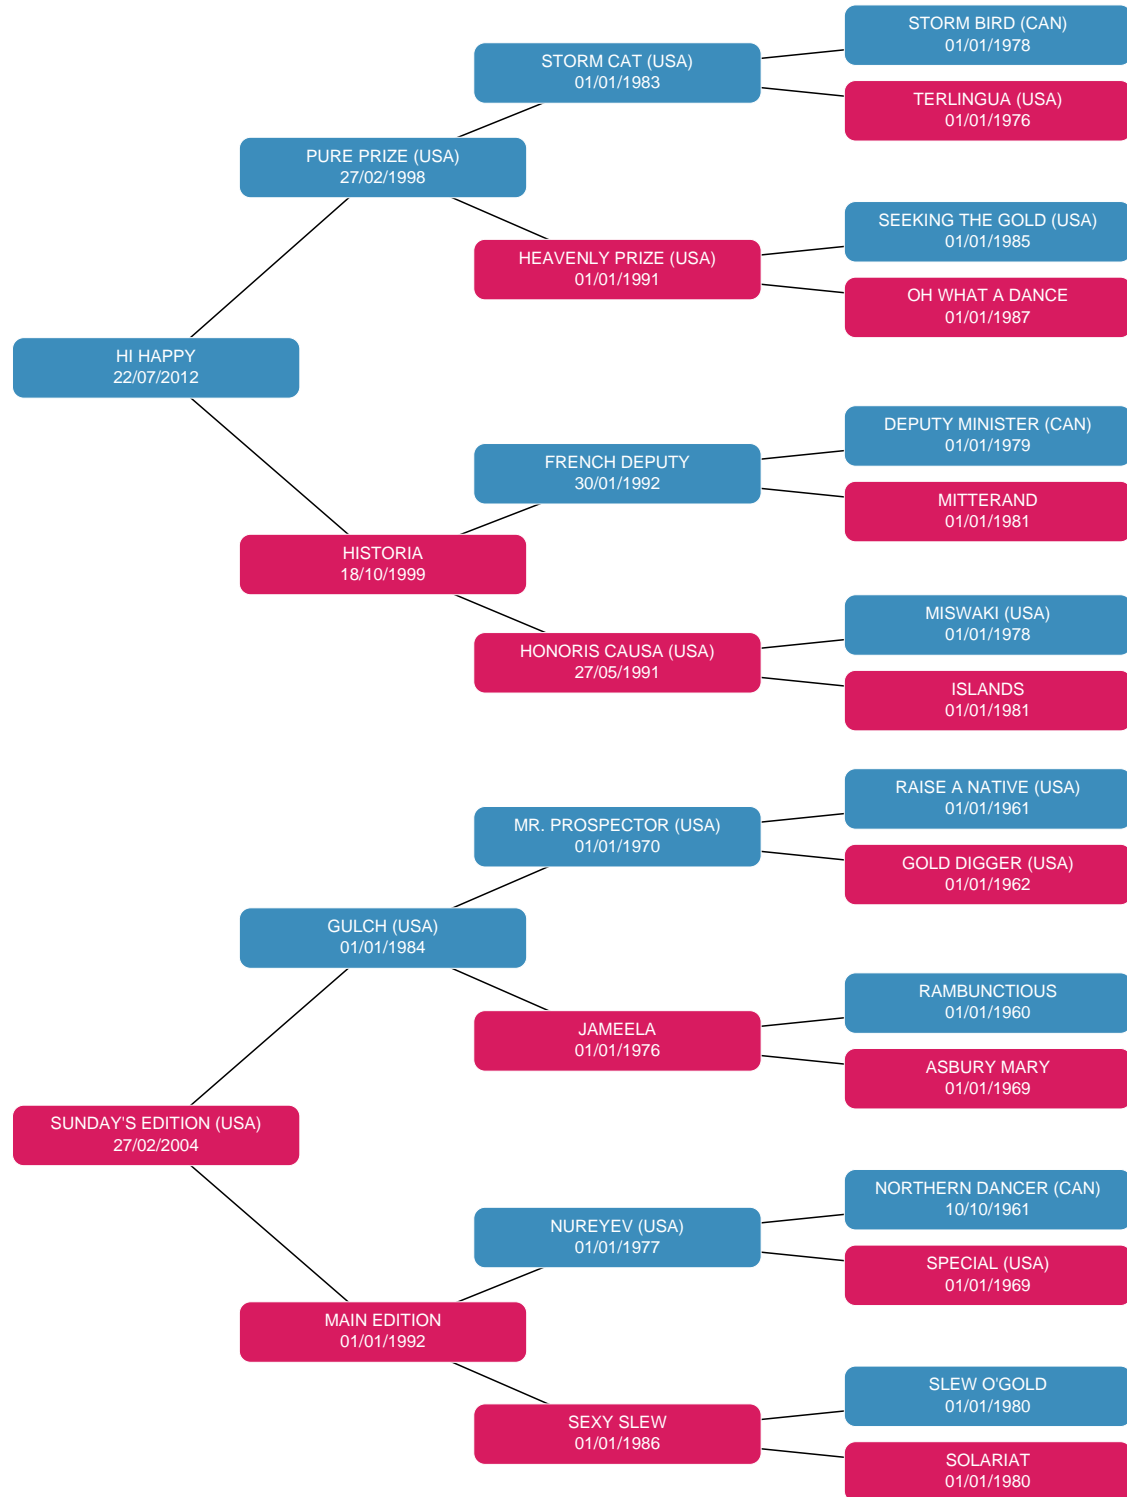 STORM BIRD (CAN)
01/01/1978
STORM CAT (USA)
01/01/1983
TERLINGUA (USA)
01/01/1976
PURE PRIZE (USA)
27/02/1998
SEEKING THE GOLD (USA)
01/01/1985
HEAVENLY PRIZE (USA)
01/01/1991
OH WHAT A DANCE
01/01/1987
HI HAPPY
22/07/2012
DEPUTY MINISTER (CAN)
01/01/1979
FRENCH DEPUTY
30/01/1992
MITTERAND
01/01/1981
HISTORIA
18/10/1999
MISWAKI (USA)
01/01/1978
HONORIS CAUSA (USA)
27/05/1991
ISLANDS
01/01/1981
RAISE A NATIVE (USA)
01/01/1961
MR. PROSPECTOR (USA)
01/01/1970
GOLD DIGGER (USA)
01/01/1962
GULCH (USA)
01/01/1984
RAMBUNCTIOUS
01/01/1960
JAMEELA
01/01/1976
ASBURY MARY
01/01/1969
SUNDAY'S EDITION (USA)
27/02/2004
NORTHERN DANCER (CAN)
10/10/1961
NUREYEV (USA)
01/01/1977
SPECIAL (USA)
01/01/1969
MAIN EDITION
01/01/1992
SLEW O'GOLD
01/01/1980
SEXY SLEW
01/01/1986
SOLARIAT
01/01/1980